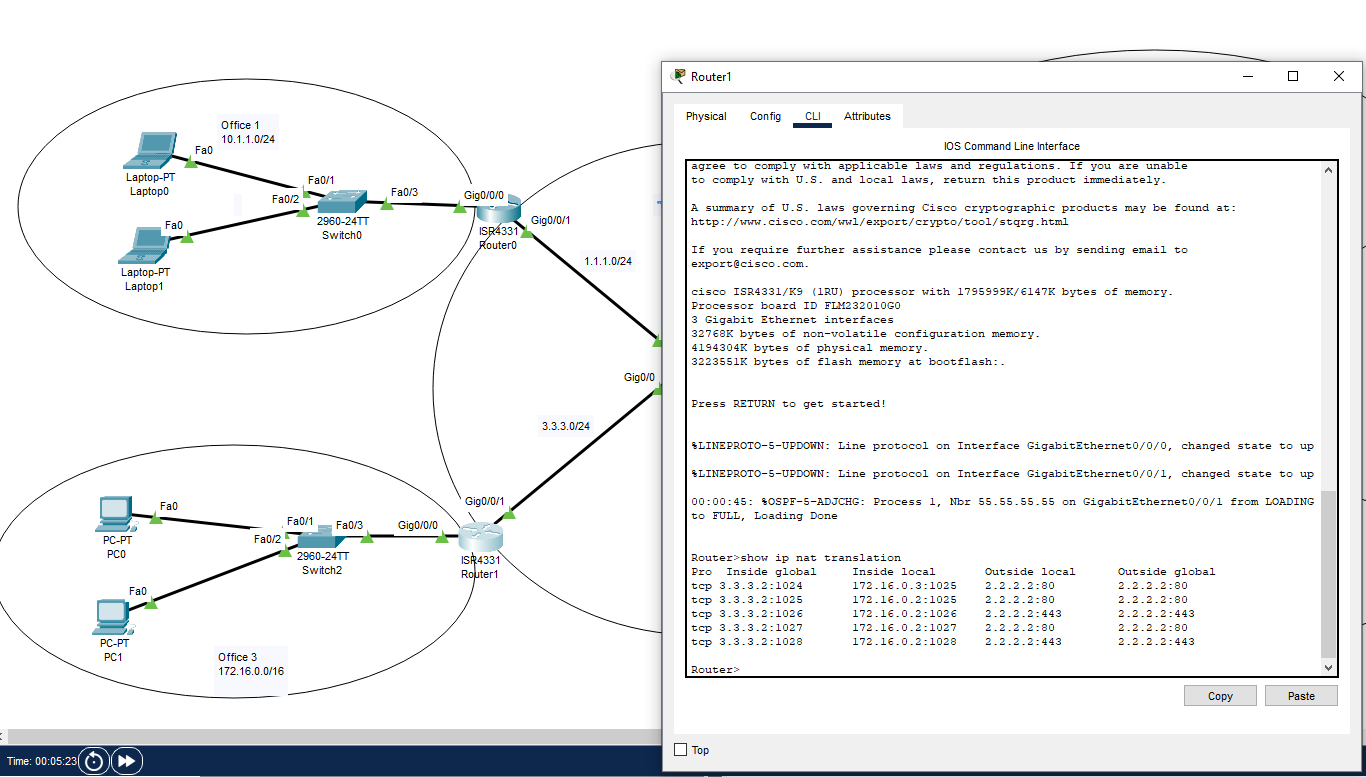 Office 1
10.1.1.0/24
Fa0
Laptop-PT
Laptop0
Fa0/1
Fa0/2
Fa0/3
2960-24TT
Switch0
Fa0
Laptop-PT
Laptop1
Gig0/0/0
Gig0/0/1
ISR4331
Router0
1.1.1.0/24
Gig0/0
3.3.3.0/24
Gig0/0/1
Fa0
PC-PT
PC0
Fa0/1
Fa0/2
Fa0/3
Gig0/0/0
2960-24TT
Switch2
ISR4331
Router1
Fa0
PC-PT
PC1
Office 3
172.16.0.0/16
Time: 00:05:23
Router1
Physical Config CLI Attributes
IOS Command Line Interface
agree to comply with applicable laws and regulations. If you are unable
to comply with U.S. and local laws, return this product immediately.
A summary of U.S. laws governing Cisco cryptographic products may be found at:
http://www.cisco.com/wwl/export/crypto/tool/stqrg.html
If you require further assistance please contact us by sending email to
export@cisco.com.
cisco ISR4331/K9 (1RU) processor with 1795999K/6147K bytes of memory.
Processor board ID FLM232010G0
3 Gigabit Ethernet interfaces
32768K bytes of non-volatile configuration memory.
4194304K bytes of physical memory.
3223551K bytes of flash memory at bootflash:.
Press RETURN to get started!
%LINEPROTO-5-UPDOWN: Line protocol on Interface GigabitEthernet0/0/0, changed state to up
%LINEPROTO-5-UPDOWN: Line protocol on Interface GigabitEthernet0/0/1, changed state to up
00:00:45: %OSPF-5-ADJCHG: Process 1, Nbr 55.55.55.55 on GigabitEthernet0/0/1 from LOADING
to FULL, Loading Done
Router>show ip nat translation
Pro Inside global Inside local Outside local Outside global
tcp 3.3.3.2:1024 172.16.0.3:1025 2.2.2.2:80 2.2.2.2:80
tcp 3.3.3.2:1025 172.16.0.2:1025 2.2.2.2:80 2.2.2.2:80
tcp 3.3.3.2:1026 172.16.0.2:1026 2.2.2.2:443 2.2.2.2:443
tcp 3.3.3.2:1027 172.16.0.2:1027 2.2.2.2:80 2.2.2.2:80
tcp 3.3.3.2:1028 172.16.0.2:1028 2.2.2.2:443 2.2.2.2:443
Router>
Copy Paste
Top